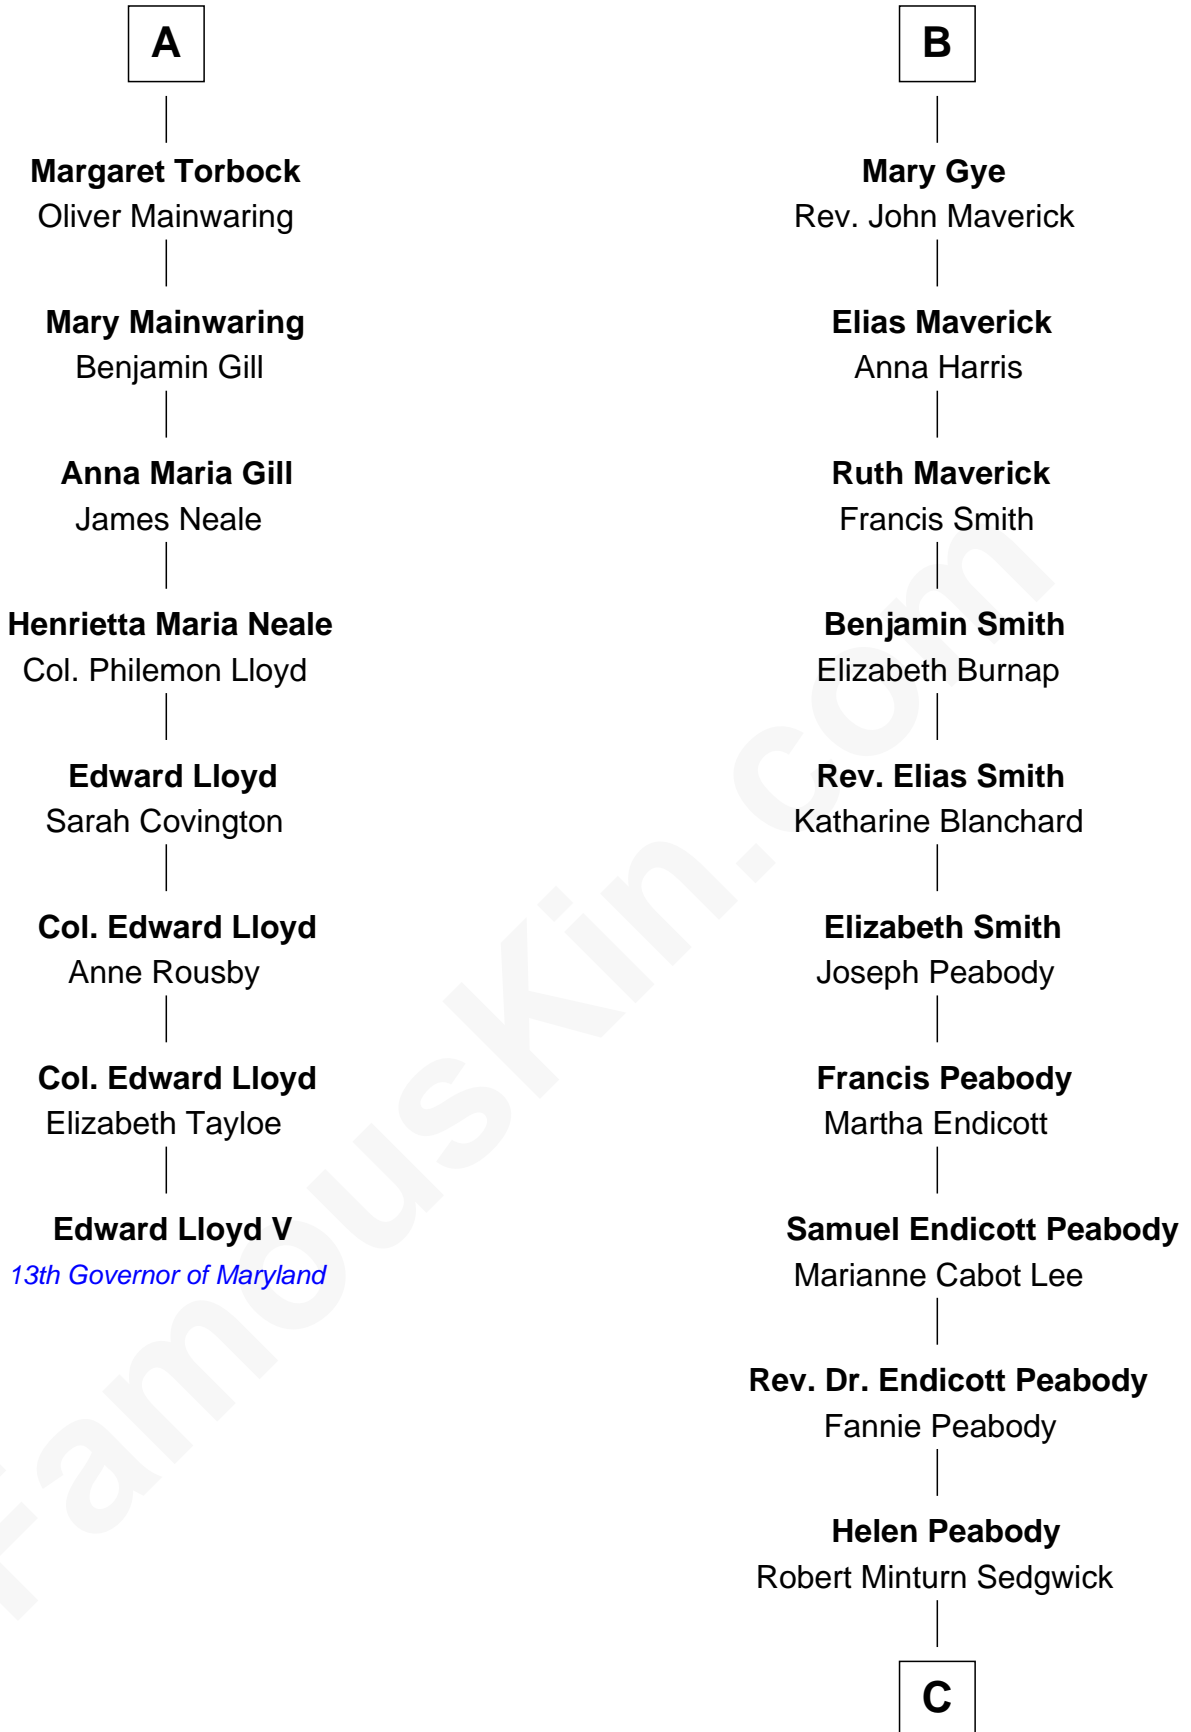 A
Margaret Torbock
Oliver Mainwaring
Mary Mainwaring
Benjamin Gill
Anna Maria Gill
James Neale
Henrietta Maria Neale
Col. Philemon Lloyd
Edward Lloyd
Sarah Covington
Col. Edward Lloyd
Anne Rousby
Col. Edward Lloyd
Elizabeth Tayloe
Edward Lloyd V
13th Governor of Maryland
B
Mary Gye
Rev. John Maverick
Elias Maverick
Anna Harris
Ruth Maverick
Francis Smith
Benjamin Smith
Elizabeth Burnap
Rev. Elias Smith
Katharine Blanchard
Elizabeth Smith
Joseph Peabody
Francis Peabody
Martha Endicott
Samuel Endicott Peabody
Marianne Cabot Lee
Rev. Dr. Endicott Peabody
Fannie Peabody
Helen Peabody
Robert Minturn Sedgwick
C
FamousKin.com